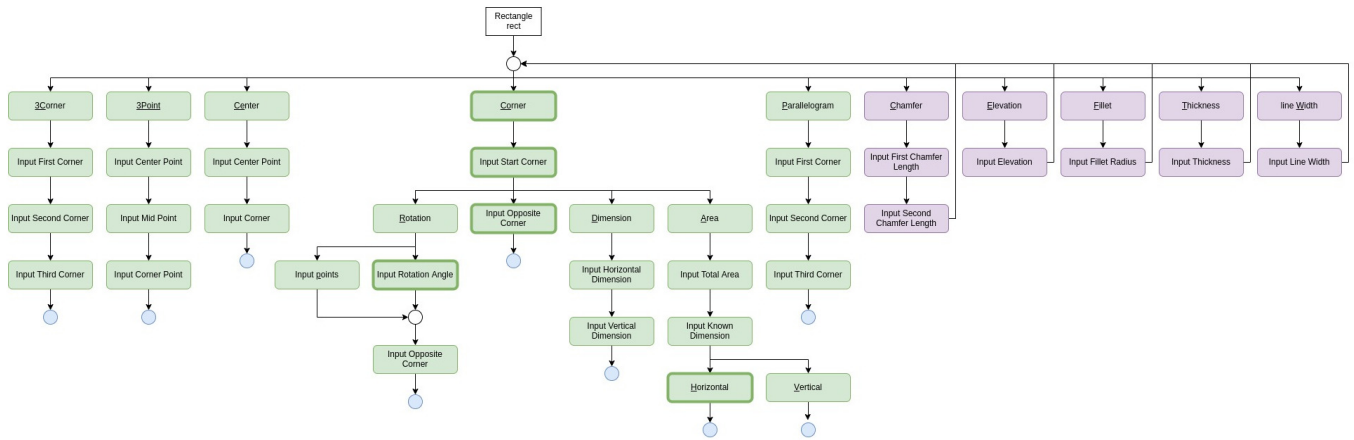 Rectangle
rect
3Corner
3Point
Center
Corner
Parallelogram
Chamfer
Elevation
Fillet
Thickness
line Width
Input First Corner
Input Center Point
Input Center Point
Input Start Corner
Input First Corner
Input First Chamfer
Length
Input Elevation
Input Fillet Radius
Input Thickness
Input Line Width
Input Second Corner
Input Mid Point
Input Corner
Rotation
Input Opposite
Corner
Dimension
Area
Input Second Corner
Input Second
Chamfer Length
Input Third Corner
Input Corner Point
Input points
Input Rotation Angle
Input Horizontal
Dimension
Input Total Area
Input Third Corner
Input Opposite
Corner
Input Vertical
Dimension
Input Known
Dimension
Horizontal
Vertical